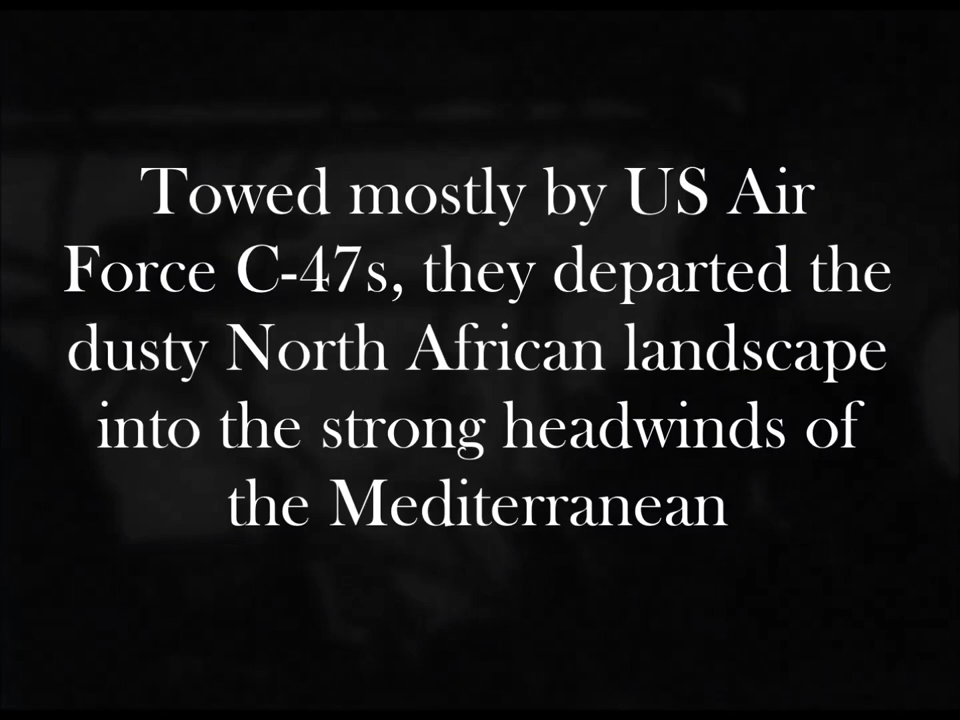 Towed mostly by US Air
Force C-47s, they departed the
dusty North African landscape
into the strong headwinds of
the Mediterranean